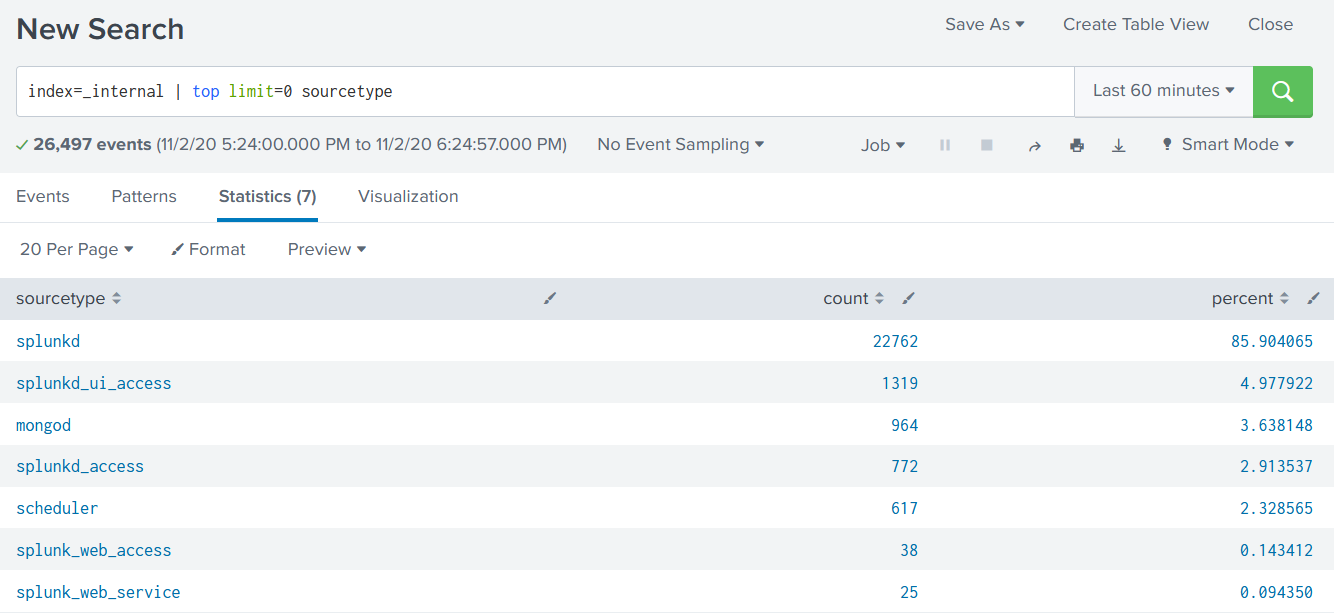 New Search
Save As Create Table View Close
index=_internal | top limit=0 sourcetype
Last 60 minutes
26,497 events (11/2/20 5:24:00.000 PM to 11/2/20 6:24:57.000 PM) No Event Sampling Job Smart Mode
Events Patterns Statistics (7) Visualization
20 Per Page Format Preview
sourcetype count percent
splunkd 22762 85.904065
splunkd_ui_access 1319 4.977922
mongod 964 3.638148
splunkd_access 772 2.913537
scheduler 617 2.328565
splunk_web_access 38 0.143412
splunk_web_service 25 0.094350